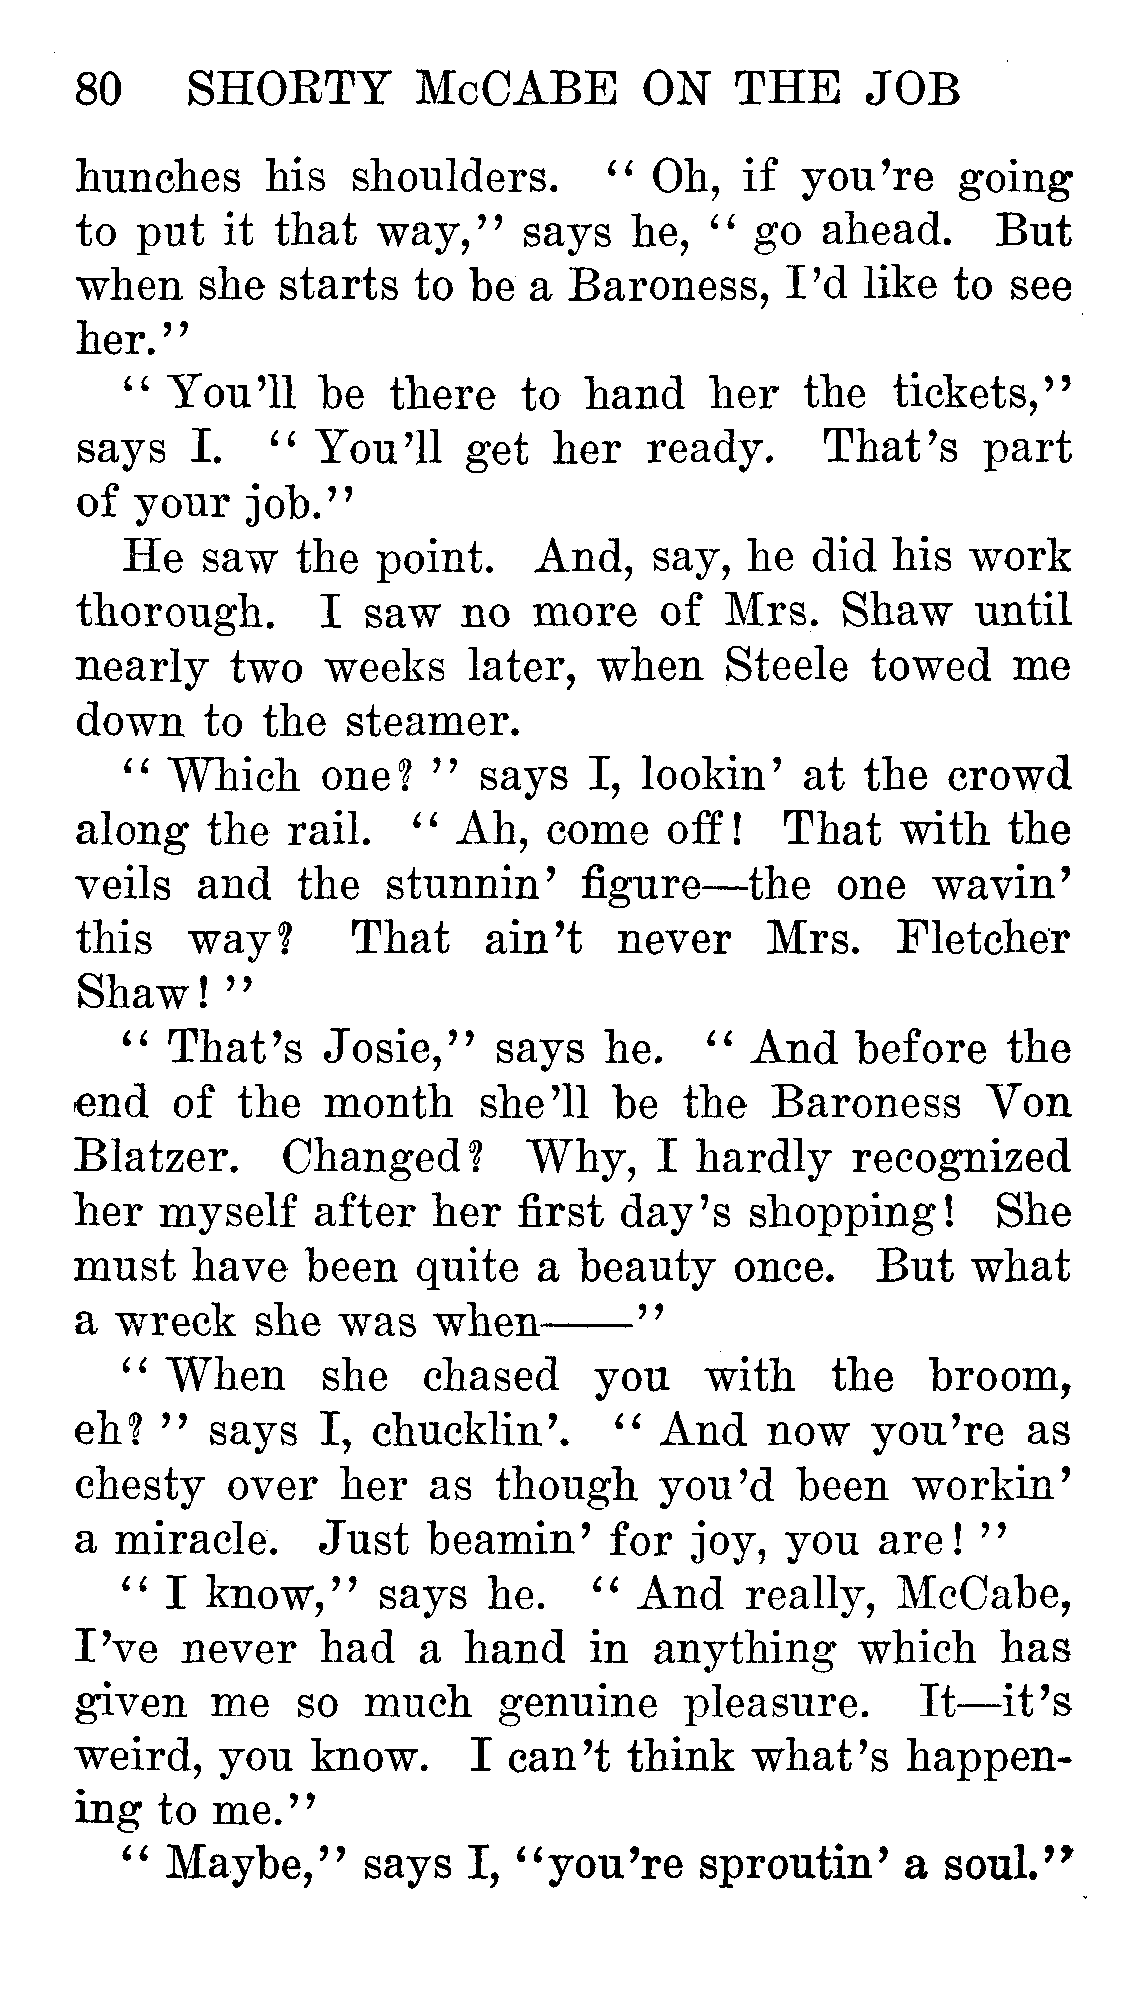 80 SHORTY McCABE ON THE JOB
hunches his shoulders. “ Oh, if you’re going
to put it that way,” says he, “ go ahead. But
when she starts to be a Baroness, I’d like to see
her.”
“ You’ll be there to hand her the tickets,”
says I. “ You’ll get her ready. That’s part
of your job.”
He saw the point. And, say, he did his work
thorough. I saw no more of Mrs. Shaw until
nearly two weeks later, when Steele towed me
down to the steamer.
“ Which one? ” says I, lookin’ at the crowd
along the rail. “ Ah, come off! That with the
veils and the stunnin’ figure—the one wavin’
this way? That ain’t never Mrs. Fletcher
Shaw! ”
“ That’s Josie,” says he. “ And before the
end of the month she’ll be the Baroness Von
Blatzer. Changed? Why, I hardly recognized
her myself after her first day’s shopping! She
must have been quite a beauty once. But what
a wreck she was when——”
“ When she chased you with the broom,
eh? ” says I, chucklin’. “ And now you’re as
chesty over her as though you’d been workin’
a miracle. Just beamin’ for joy, you are! ”
“ I know,” says he. “ And really, McCabe,
I’ve never had a hand in anything which has
given me so much genuine pleasure. It—it’s
weird, you know. I can’t think what’s happen-
ing to me.”
“ Maybe,” says I, “you’re sproutin’ a soul.”